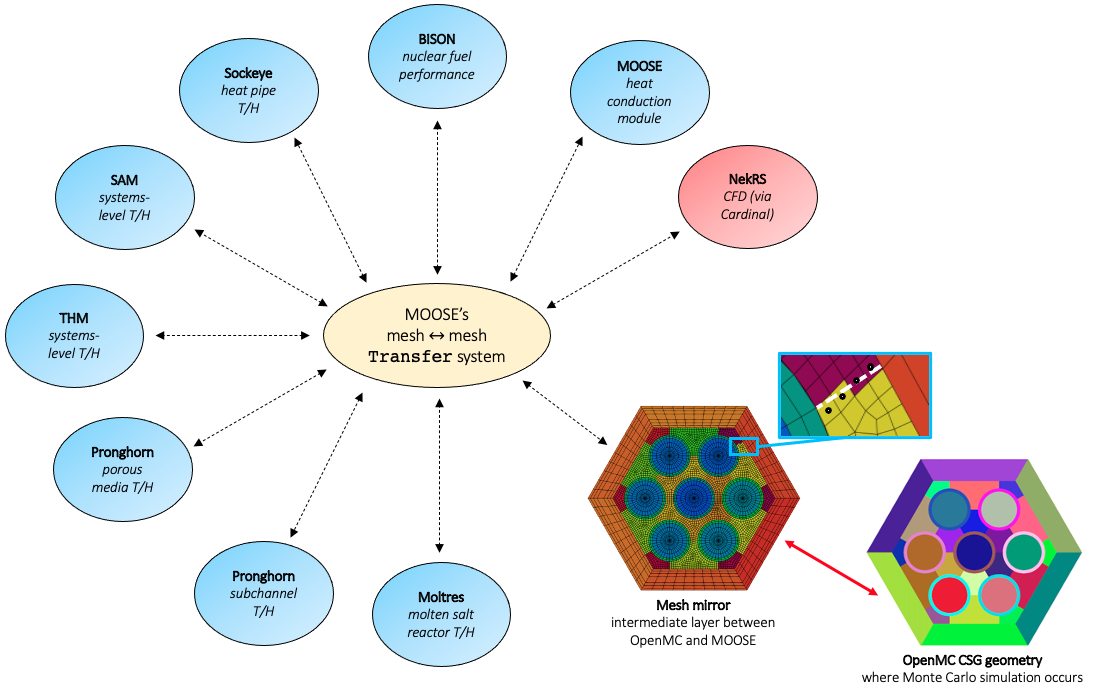 BISON
nuclear fuel
performance
Sockeye
heat pipe
T/H
MOOSE
heat
conduction
module
SAM
systems-
level T/H
NekRS
CFD (via
Cardinal)
THM
systems-
level T/H
MOOSE's
mesh ↔ mesh
Transfer system
Pronghorn
porous
media T/H
Pronghorn
subchannel
T/H
Moltres
molten salt
reactor T/H
Mesh mirror
intermediate layer between
OpenMC and MOOSE
OpenMC CSG geometry
where Monte Carlo simulation occurs